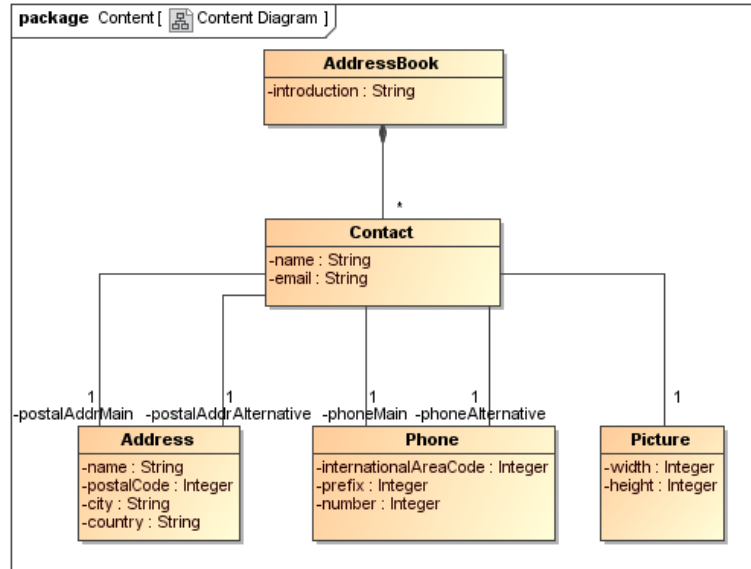 package Content [ Content Diagram ]
AddressBook
-introduction : String
*
Contact
-name : String
-email : String
1 1 1 1 1
-postalAddrMain -postalAddrAlternative -phoneMain -phoneAlternative
Address
-name : String
-postalCode : Integer
-city : String
-country : String
Phone
-internationalAreaCode : Integer
-prefix : Integer
-number : Integer
Picture
-width : Integer
-height : Integer